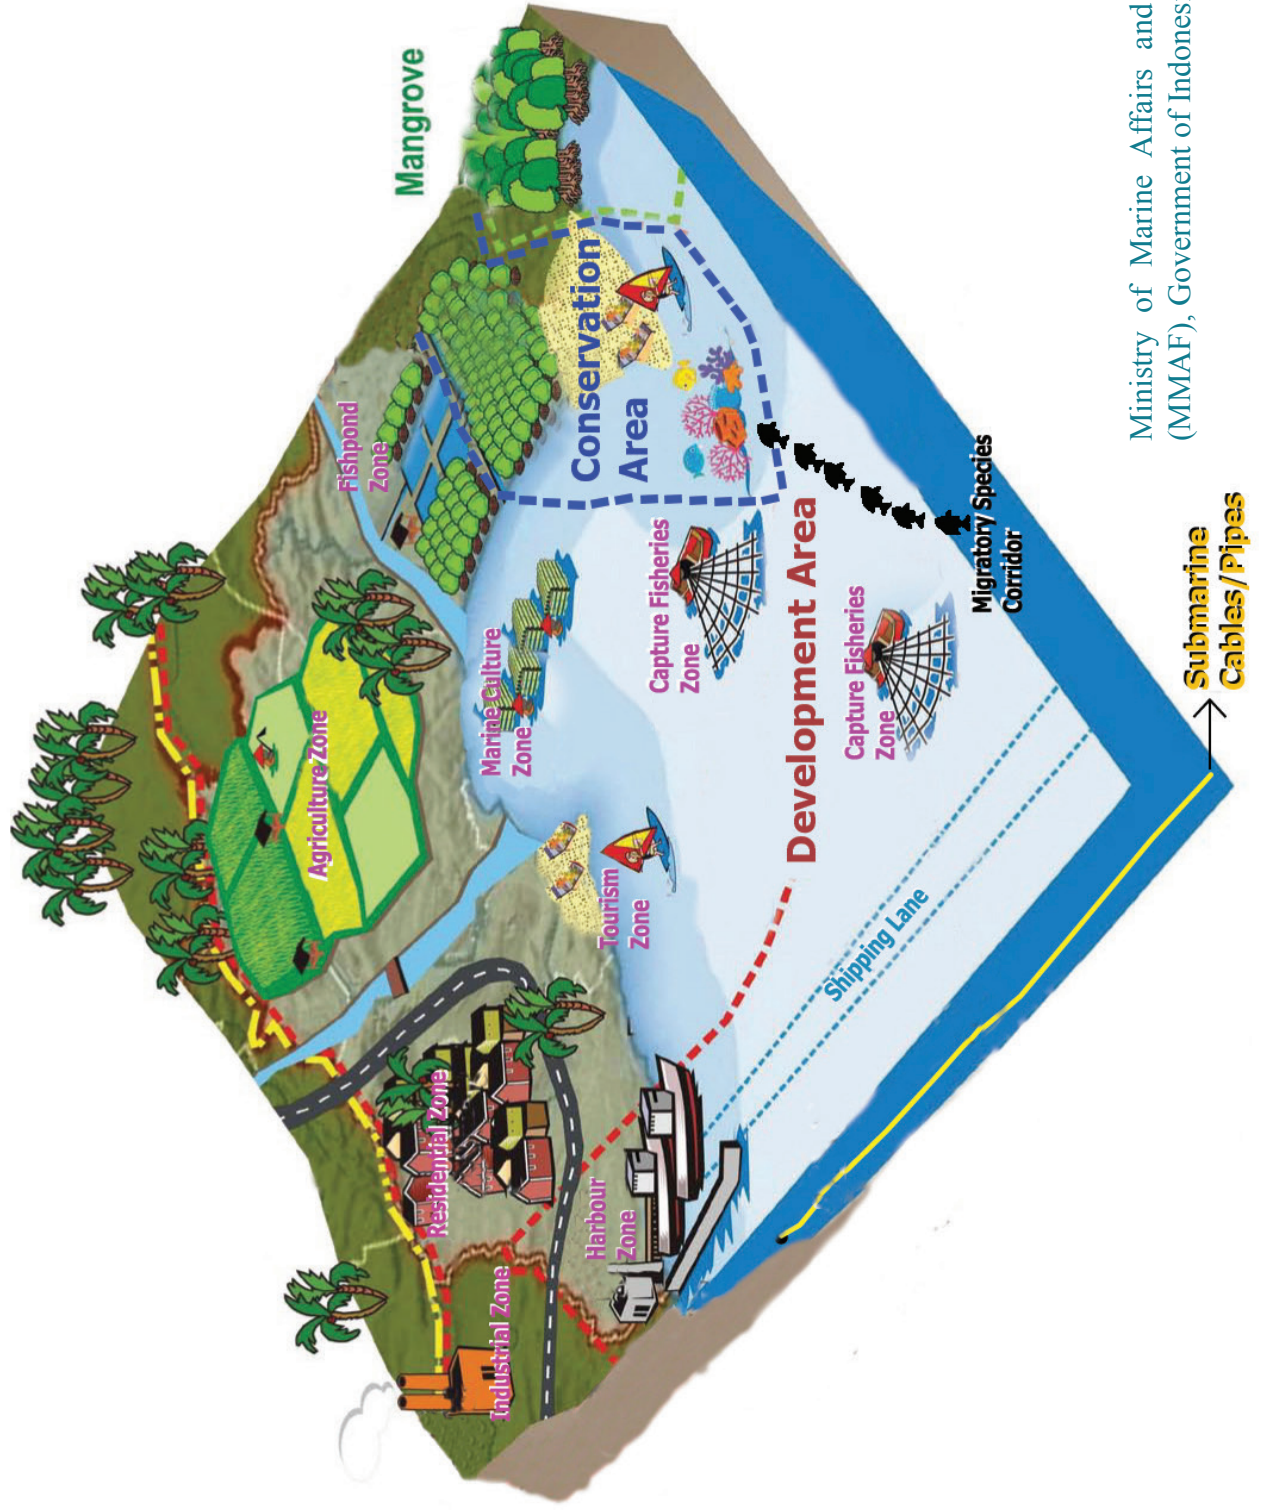 Mangrove
Fishpond
Zone
Conservation
Area
Agriculture Zone
Marine Culture
Zone
Capture Fisheries
Zone
Residential Zone
Tourism
Zone
Development Area
Capture Fisheries
Zone
Migratory Species
Corridor
Industrial Zone
Harbour
Zone
Shipping Lane
Submarine
Cables/Pipes
Ministry of Marine Affairs and
(MMAF), Government of